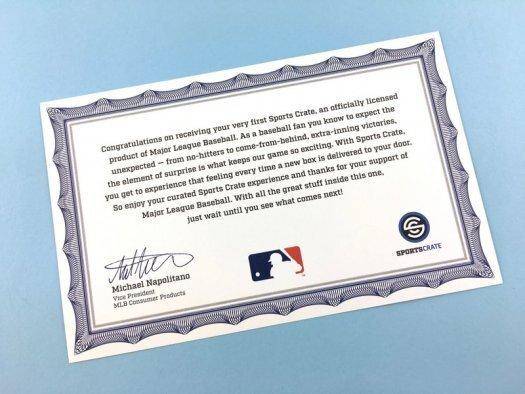 Congratulations on receiving your very first Sports Crate, an officially licensed
product of Major League Baseball. As a baseball fan you know to expect the
unexpected — from no-hitters to come-from-behind, extra-inning victories,
the element of surprise is what keeps our game so exciting. With Sports Crate,
you get to experience that feeling every time a new box is delivered to your door.
So enjoy your curated Sports Crate experience and thanks for your support of
Major League Baseball. With all the great stuff inside this one,
just wait until you see what comes next!
Michael Napolitano
Vice President
MLB Consumer Products
SPORTSCRATE